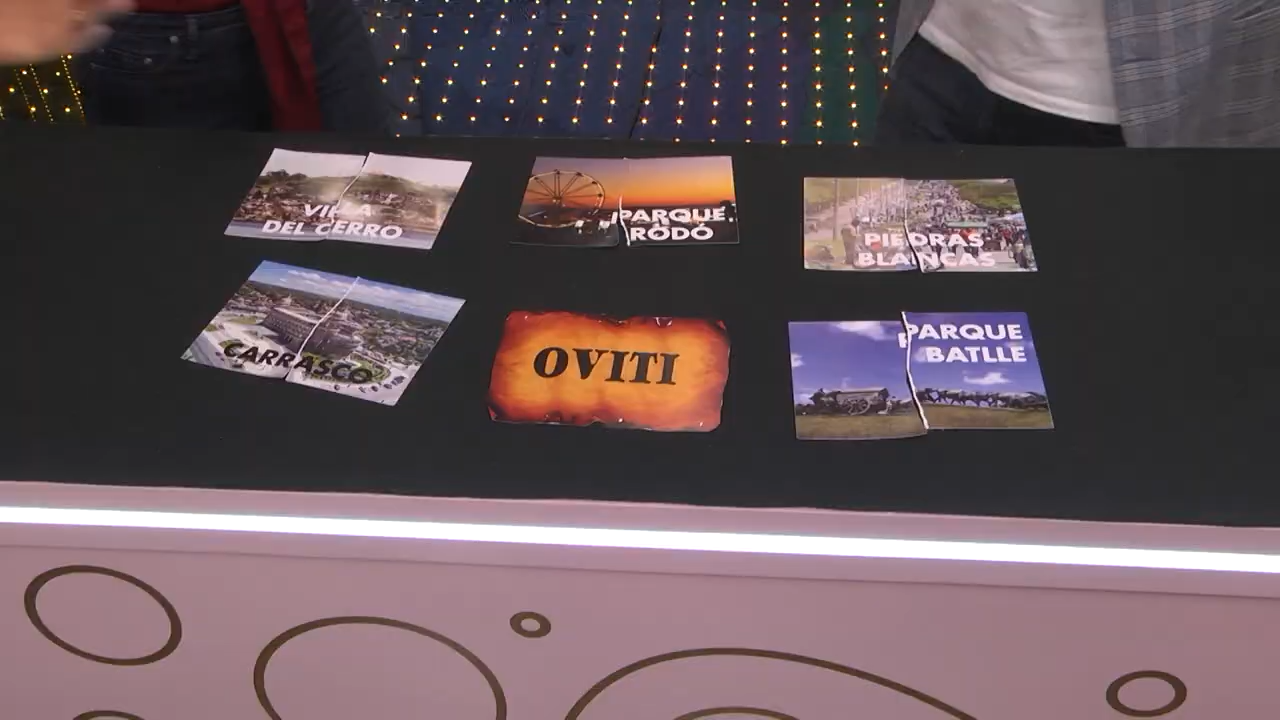 VILLA
DEL CERRO
PARQUE
RODÓ
PIEDRAS
BLANCAS
CARRASCO
OVITI
PARQUE
BATLLE